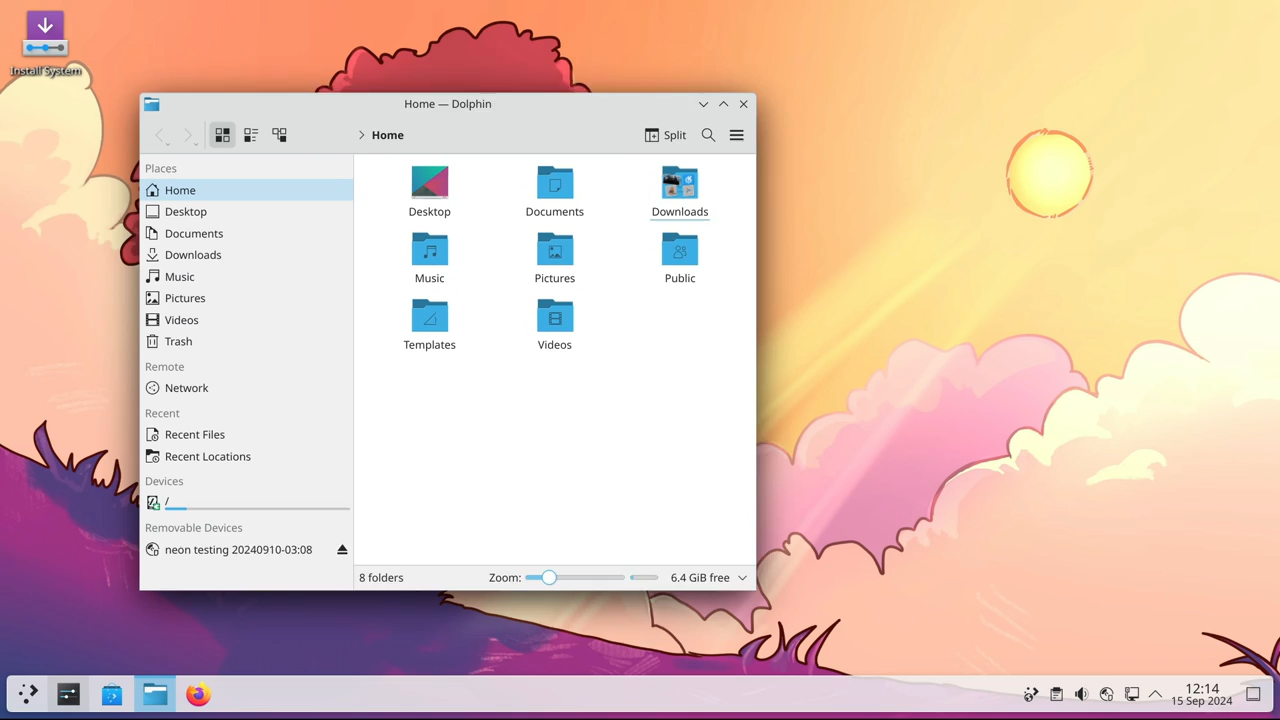 Install System
Home — Dolphin
Home
Split
Places
Home
Desktop
Documents
Downloads
Music
Pictures
Videos
Trash
Remote
Network
Recent
Recent Files
Recent Locations
Devices
/
Removable Devices
neon testing 20240910-03:08
Desktop
Documents
Downloads
Music
Pictures
Public
Templates
Videos
8 folders
Zoom:
6.4 GiB free
12:14
15 Sep 2024